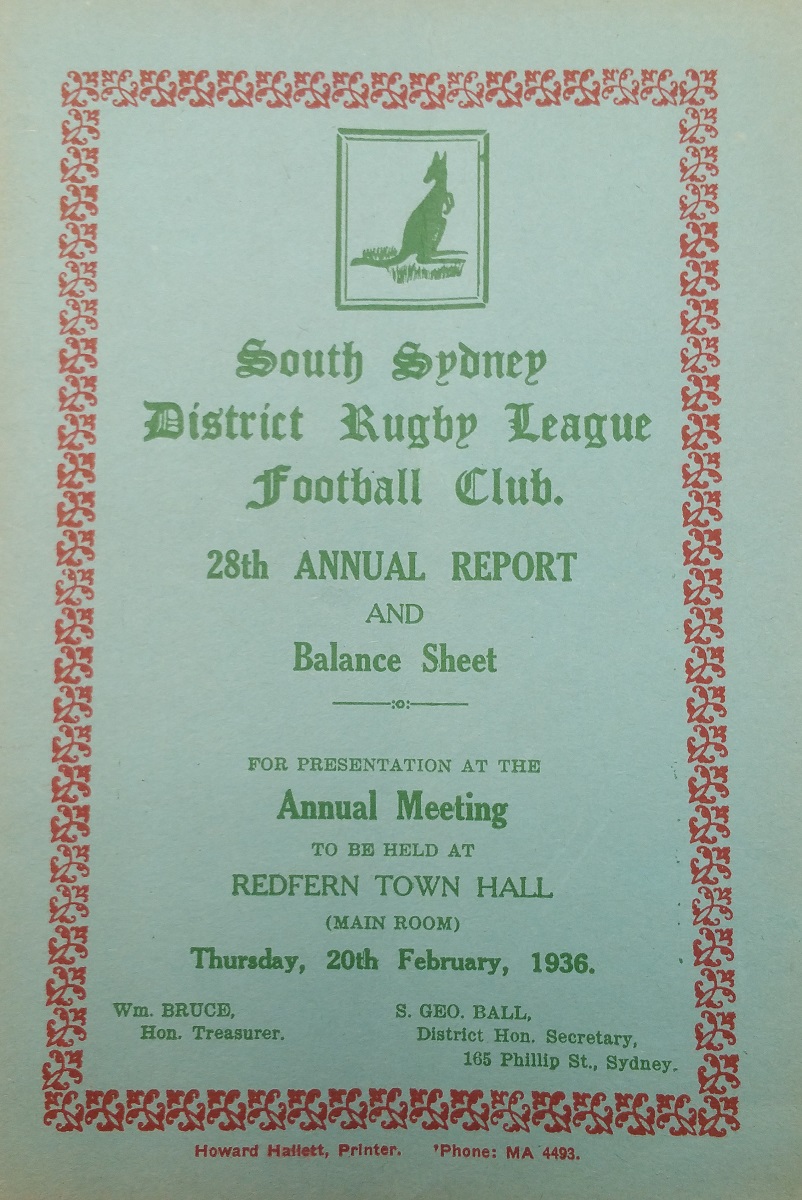 South Sydney
District Rugby League
Football Club.
28th ANNUAL REPORT
AND
Balance Sheet
:o:
FOR PRESENTATION AT THE
Annual Meeting
TO BE HELD AT
REDFERN TOWN HALL
(MAIN ROOM)
Thursday, 20th February, 1936.
Wm. BRUCE,
Hon. Treasurer.
S. GEO. BALL,
District Hon. Secretary,
165 Phillip St., Sydney.
Howard Hallett, Printer. 'Phone: MA 4493.